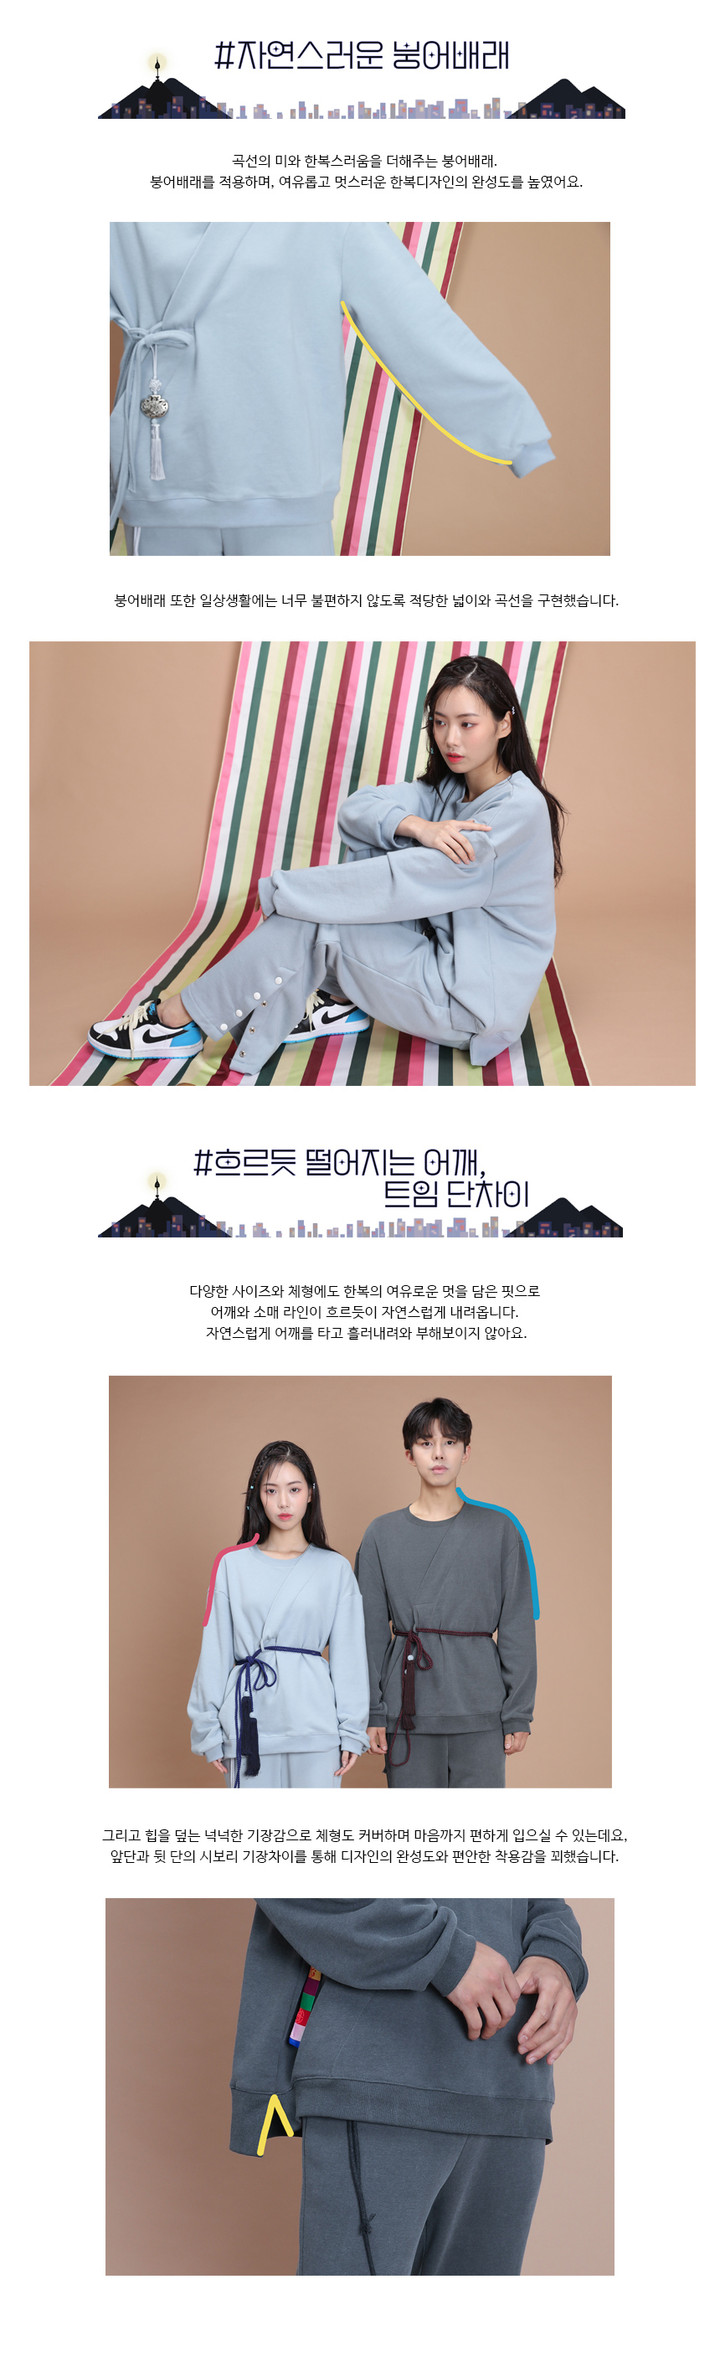 #자연스러운 붕어배래
곡선의 미와 한복스러움을 더해주는 붕어배래.
붕어배래를 적용하며, 여유롭고 멋스러운 한복디자인의 완성도를 높였어요.
붕어배래 또한 일상생활에는 너무 불편하지 않도록 적당한 넓이와 곡선을 구현했습니다.
#흐르듯 떨어지는 어깨,
트임 단차이
다양한 사이즈와 체형에도 한복의 여유로운 멋을 담은 핏으로
어깨와 소매 라인이 흐르듯이 자연스럽게 내려옵니다.
자연스럽게 어깨를 타고 흘러내려와 부해보이지 않아요.
그리고 힙을 덮는 넉넉한 기장감으로 체형도 커버하며 마음까지 편하게 입으실 수 있는데요,
앞단과 뒷 단의 시보리 기장차이를 통해 디자인의 완성도와 편안한 착용감을 꾀했습니다.